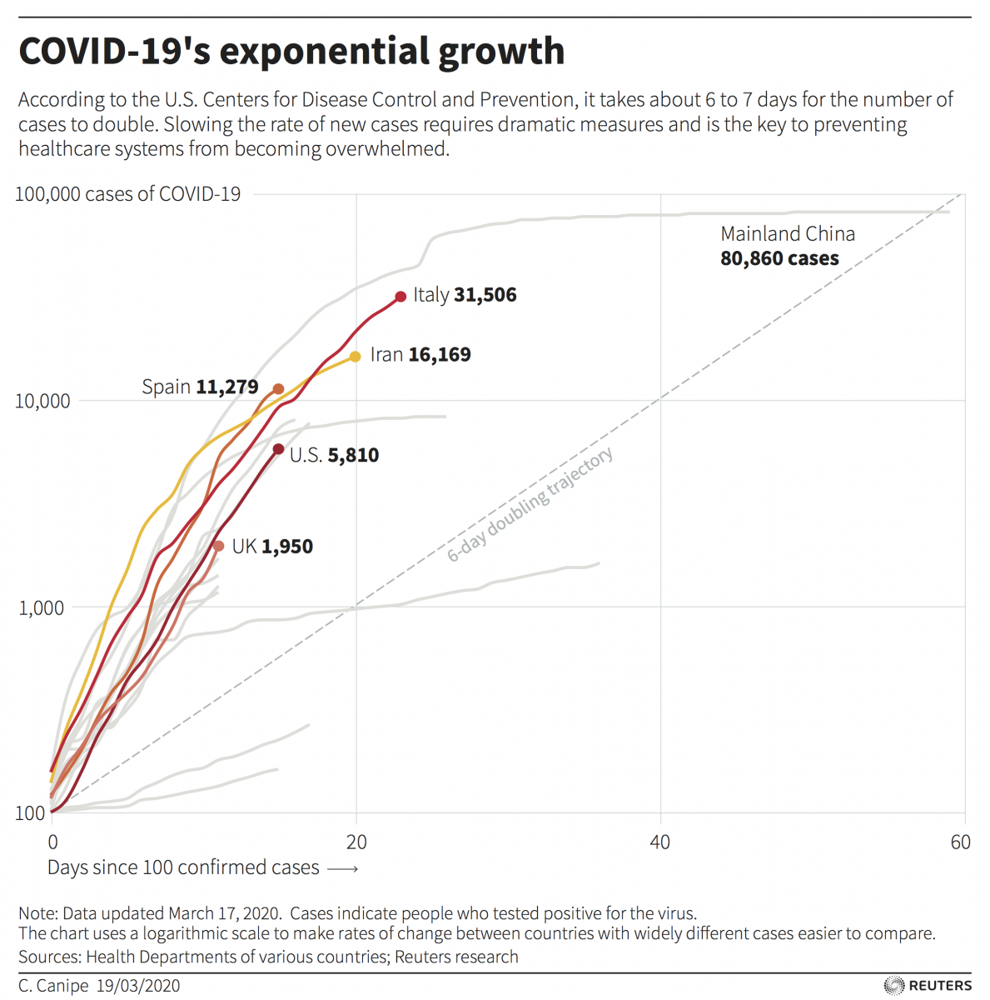 COVID-19's exponential growth
According to the U.S. Centers for Disease Control and Prevention, it takes about 6 to 7 days for the number of
cases to double. Slowing the rate of new cases requires dramatic measures and is the key to preventing
healthcare systems from becoming overwhelmed.
100,000 cases of COVID-19
Mainland China
80,860 cases
Italy 31,506
Iran 16,169
Spain 11,279
10,000
U.S. 5,810
6-day doubling trajectory
UK 1,950
1,000
100
0 20 40 60
Days since 100 confirmed cases →
Note: Data updated March 17, 2020. Cases indicate people who tested positive for the virus.
The chart uses a logarithmic scale to make rates of change between countries with widely different cases easier to compare.
Sources: Health Departments of various countries; Reuters research
C. Canipe 19/03/2020 REUTERS